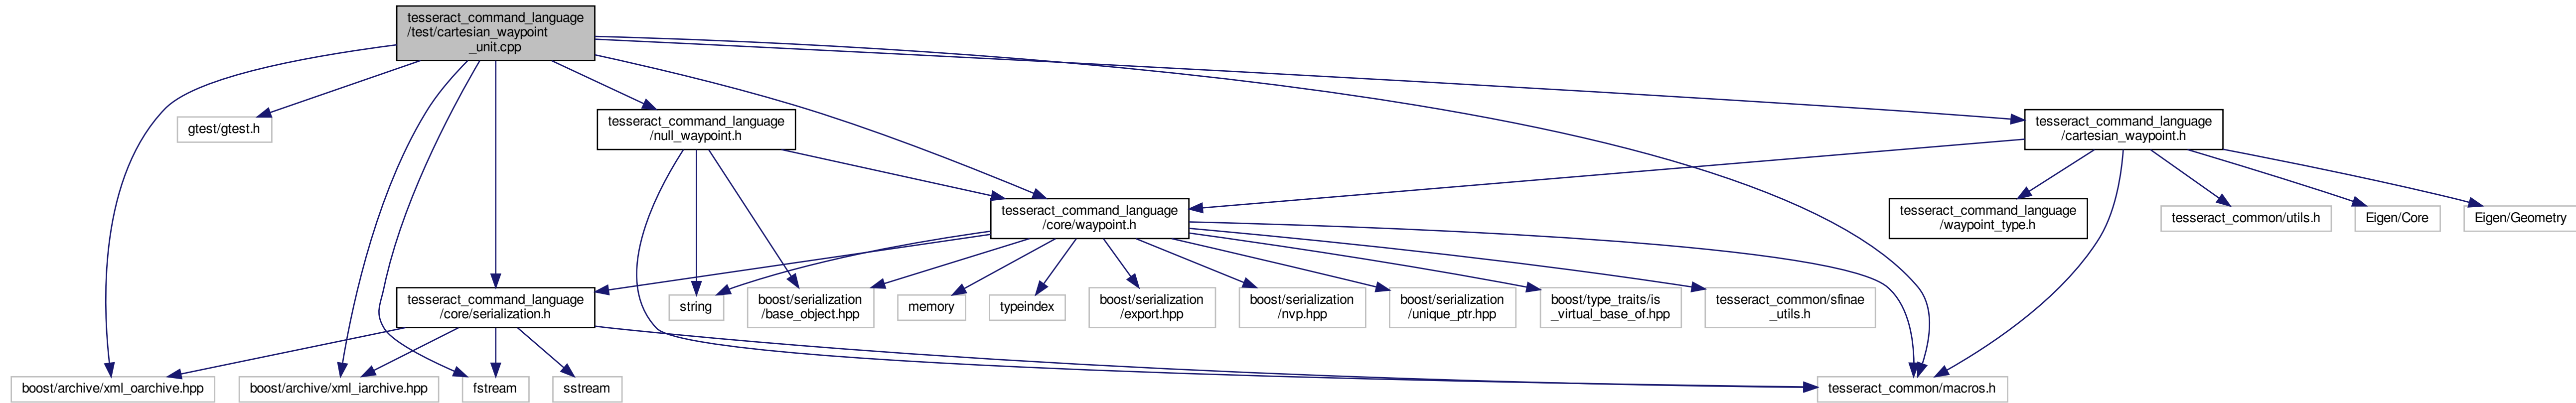 tesseract_command_language
/test/cartesian_waypoint
_unit.cpp
gtest/gtest.h
tesseract_command_language
/null_waypoint.h
tesseract_command_language
/cartesian_waypoint.h
tesseract_command_language
/core/waypoint.h
tesseract_command_language
/waypoint_type.h
tesseract_common/utils.h
Eigen/Core
Eigen/Geometry
tesseract_command_language
/core/serialization.h
string
boost/serialization
/base_object.hpp
memory
typeindex
boost/serialization
/export.hpp
boost/serialization
/nvp.hpp
boost/serialization
/unique_ptr.hpp
boost/type_traits/is
_virtual_base_of.hpp
tesseract_common/sfinae
_utils.h
boost/archive/xml_oarchive.hpp
boost/archive/xml_iarchive.hpp
fstream
sstream
tesseract_common/macros.h